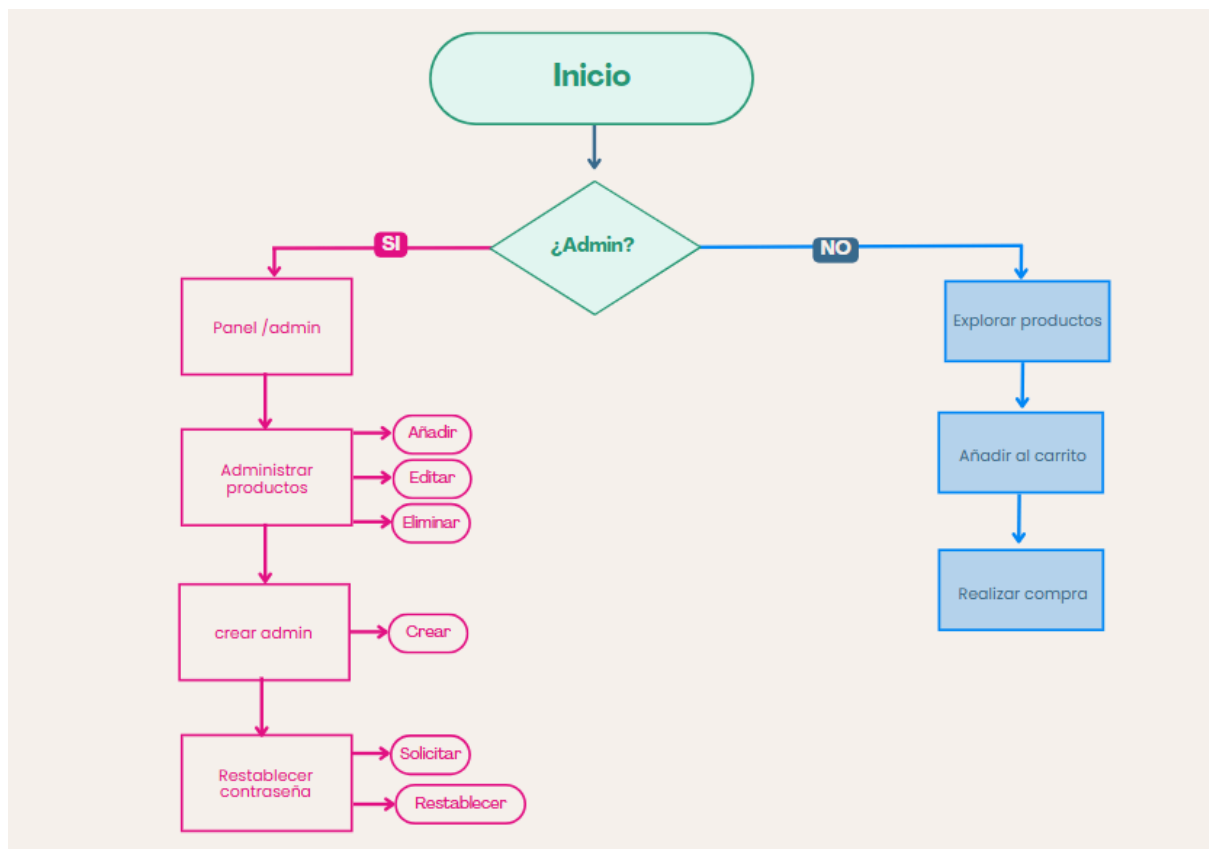 Inicio
¿Admin?
SI
NO
Panel /admin
Explorar productos
Administrar
productos
Añadir
Editar
Eliminar
Añadir al carrito
crear admin
Crear
Realizar compra
Restablecer
contraseña
Solicitar
Restablecer